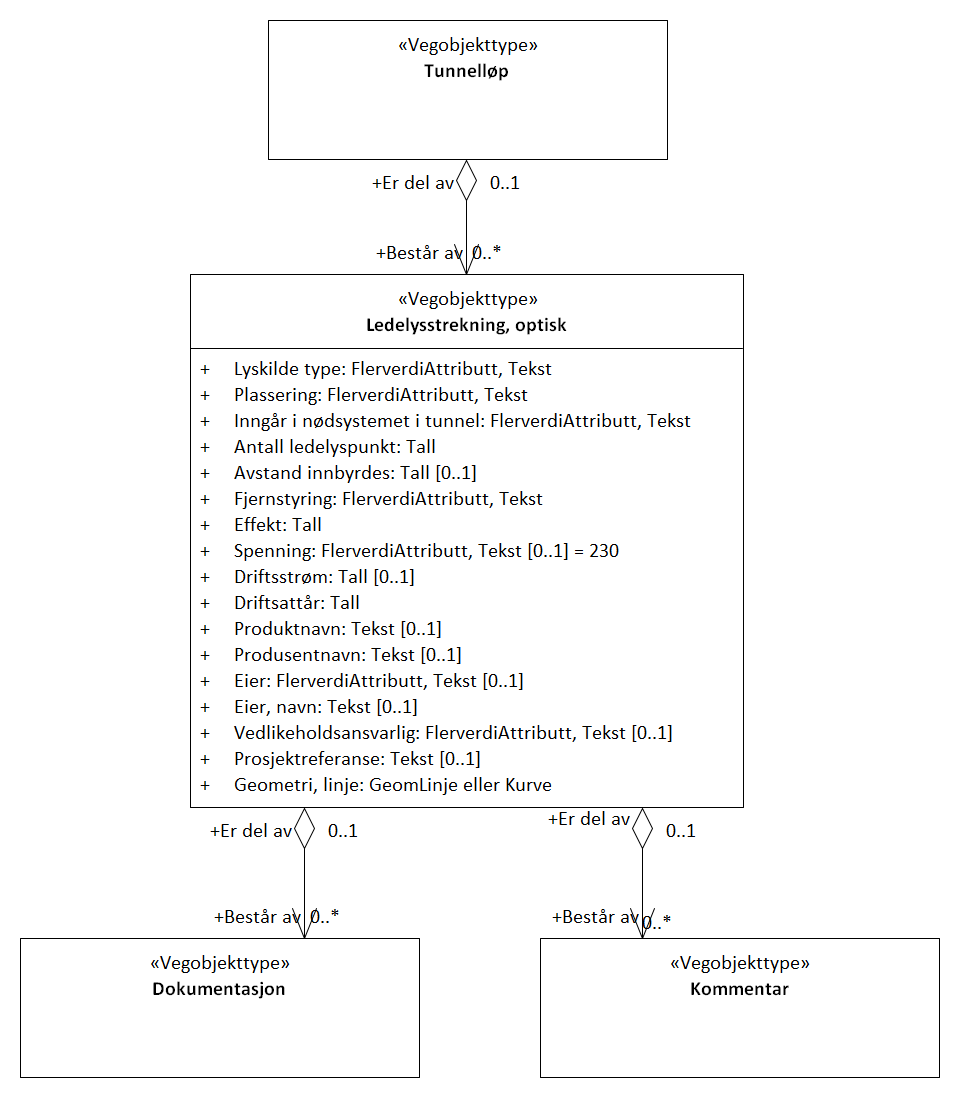 «Vegobjekttype»
Tunnelløp
+Er del av 0..1
+Består av 0..*
«Vegobjekttype»
Ledelysstrekning, optisk
+ Lyskilde type: FlerverdiAttributt, Tekst
+ Plassering: FlerverdiAttributt, Tekst
+ Inngår i nødsystemet i tunnel: FlerverdiAttributt, Tekst
+ Antall ledelyspunkt: Tall
+ Avstand innbyrdes: Tall [0..1]
+ Fjernstyring: FlerverdiAttributt, Tekst
+ Effekt: Tall
+ Spenning: FlerverdiAttributt, Tekst [0..1] = 230
+ Driftsstrøm: Tall [0..1]
+ Driftsattår: Tall
+ Produktnavn: Tekst [0..1]
+ Produsentnavn: Tekst [0..1]
+ Eier: FlerverdiAttributt, Tekst [0..1]
+ Eier, navn: Tekst [0..1]
+ Vedlikeholdsansvarlig: FlerverdiAttributt, Tekst [0..1]
+ Prosjektreferanse: Tekst [0..1]
+ Geometri, linje: GeomLinje eller Kurve
+Er del av 0..1
+Er del av 0..1
+Består av 0..*
+Består av 0..*
«Vegobjekttype»
Dokumentasjon
«Vegobjekttype»
Kommentar